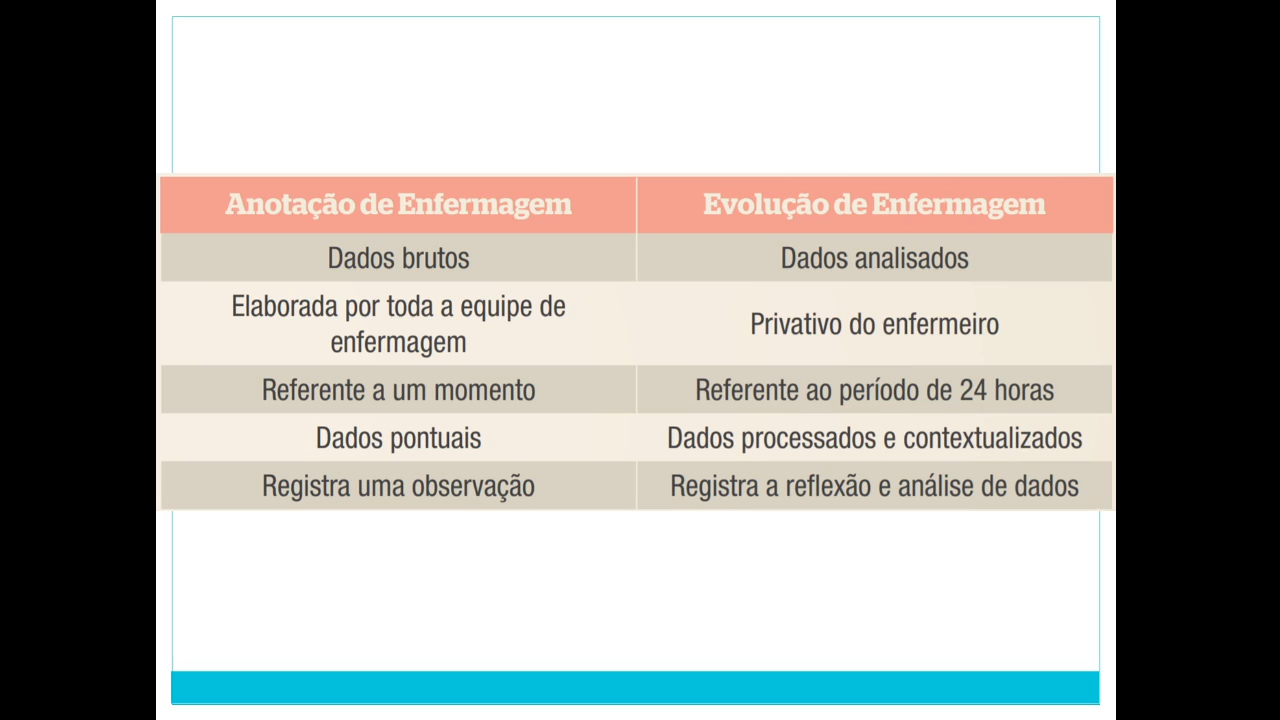 Anotação de Enfermagem
Evolução de Enfermagem
Dados brutos
Dados analisados
Elaborada por toda a equipe de
enfermagem
Privativo do enfermeiro
Referente a um momento
Referente ao período de 24 horas
Dados pontuais
Dados processados e contextualizados
Registra uma observação
Registra a reflexão e análise de dados